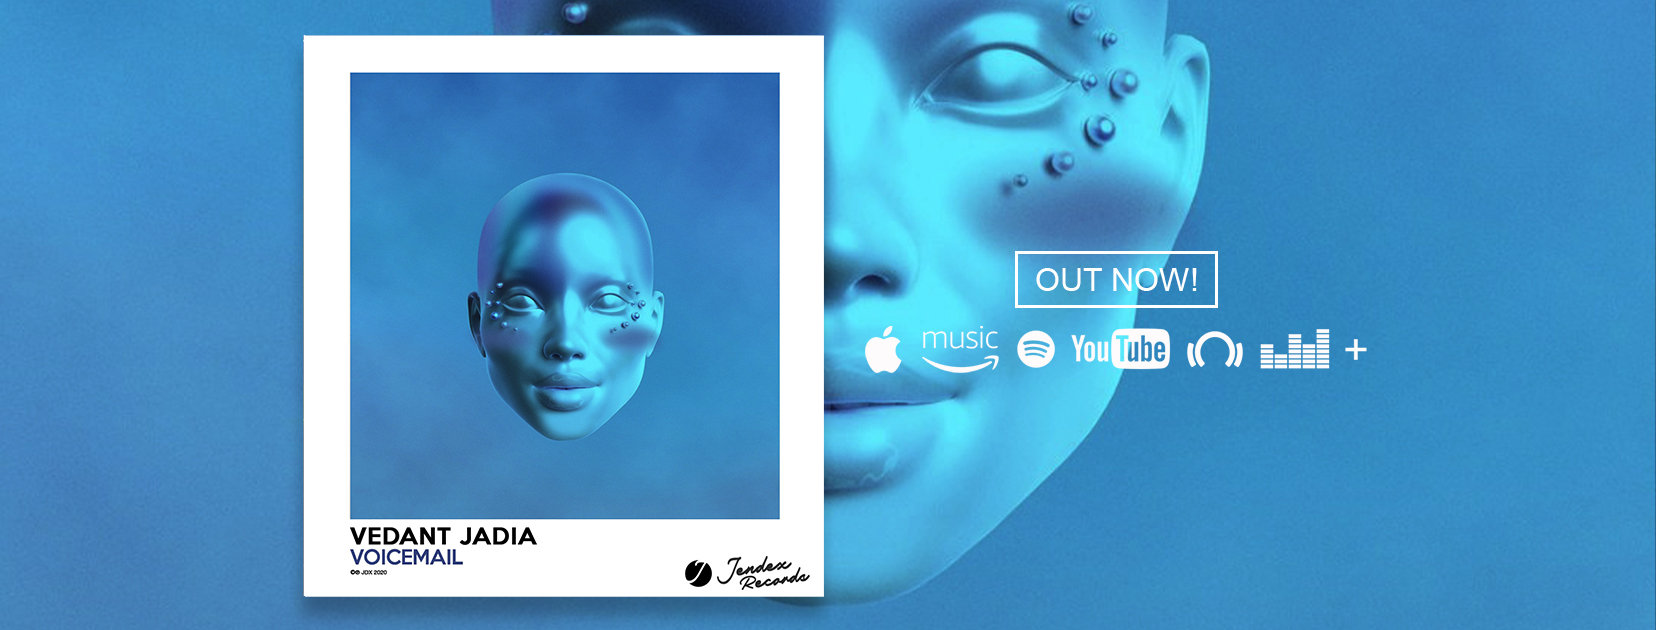 VEDANT JADIA
VOICEMAIL
©℗ JDX 2020
Jendex
Records
OUT NOW!
music
YouTube
+